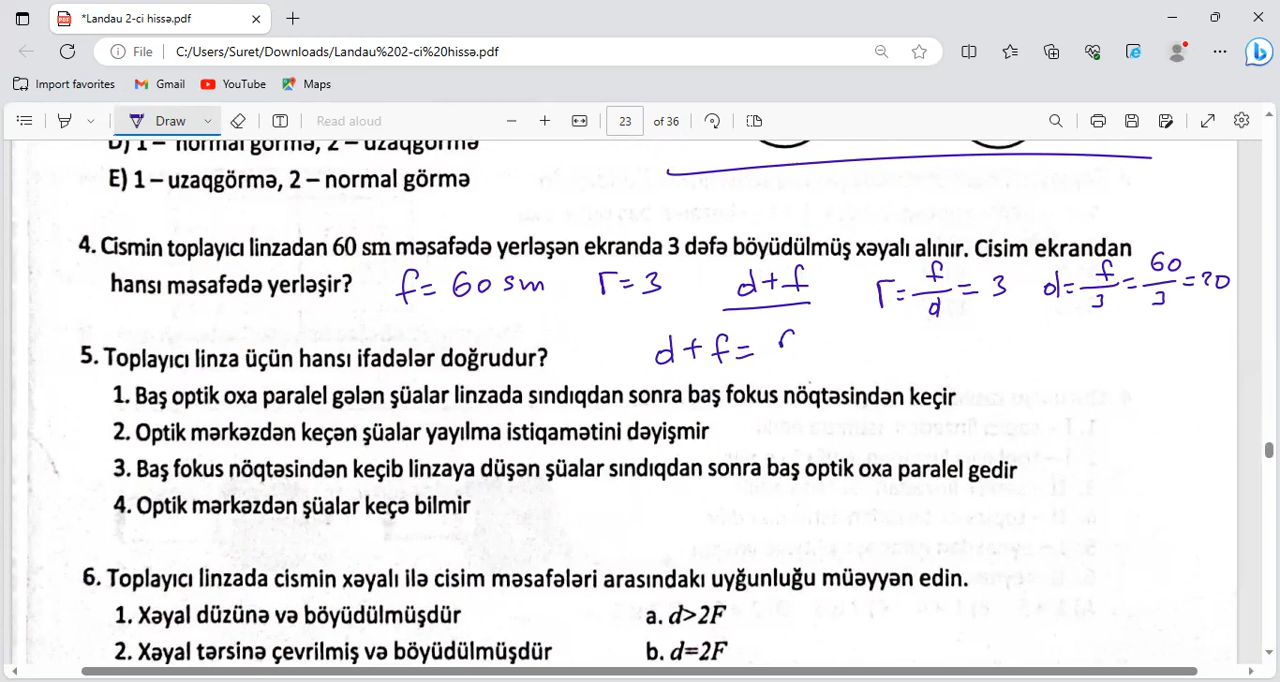 *Landau 2-ci hissə.pdf
File C:/Users/Suret/Downloads/Landau%202-ci%20hissə.pdf
Import favorites Gmail YouTube Maps
Draw Read aloud 23 of 36
D) 1 – normal görmə, 2 – uzaqgörmə
E) 1 – uzaqgörmə, 2 – normal görmə
4. Cismin toplayıcı linzadan 60 sm məsafədə yerləşən ekranda 3 dəfə böyüdülmüş xəyalı alınır. Cisim ekrandan
hansı məsafədə yerləşir? f = 60 sm Γ = 3 d + f Γ = f/d = 3 d = f/3 = 60/3 = 20
d + f =
5. Toplayıcı linza üçün hansı ifadələr doğrudur?
1. Baş optik oxa paralel gələn şüalar linzada sındıqdan sonra baş fokus nöqtəsindən keçir
2. Optik mərkəzdən keçən şüalar yayılma istiqamətini dəyişmir
3. Baş fokus nöqtəsindən keçib linzaya düşən şüalar sındıqdan sonra baş optik oxa paralel gedir
4. Optik mərkəzdən şüalar keçə bilmir
6. Toplayıcı linzada cismin xəyalı ilə cisim məsafələri arasındakı uyğunluğu müəyyən edin.
1. Xəyal düzünə və böyüdülmüşdür a. d>2F
2. Xəyal tərsinə çevrilmiş və böyüdülmüşdür b. d=2F